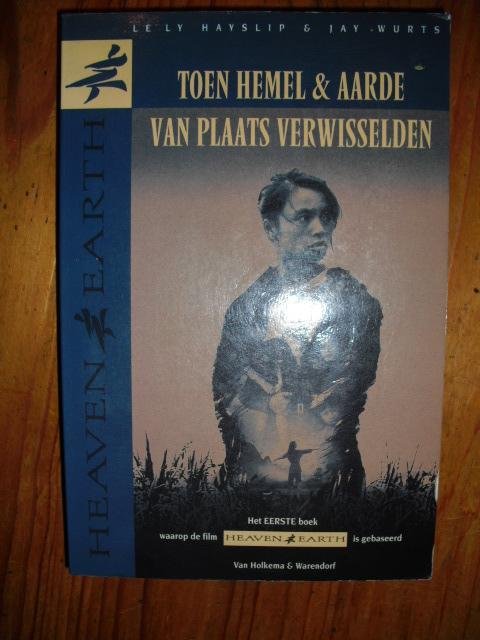 LE LY HAYSLIP & JAY WURTS
TOEN HEMEL & AARDE
VAN PLAATS VERWISSELDEN
HEAVEN EARTH
Het EERSTE boek
waarop de film HEAVEN EARTH is gebaseerd
Van Holkema & Warendorf